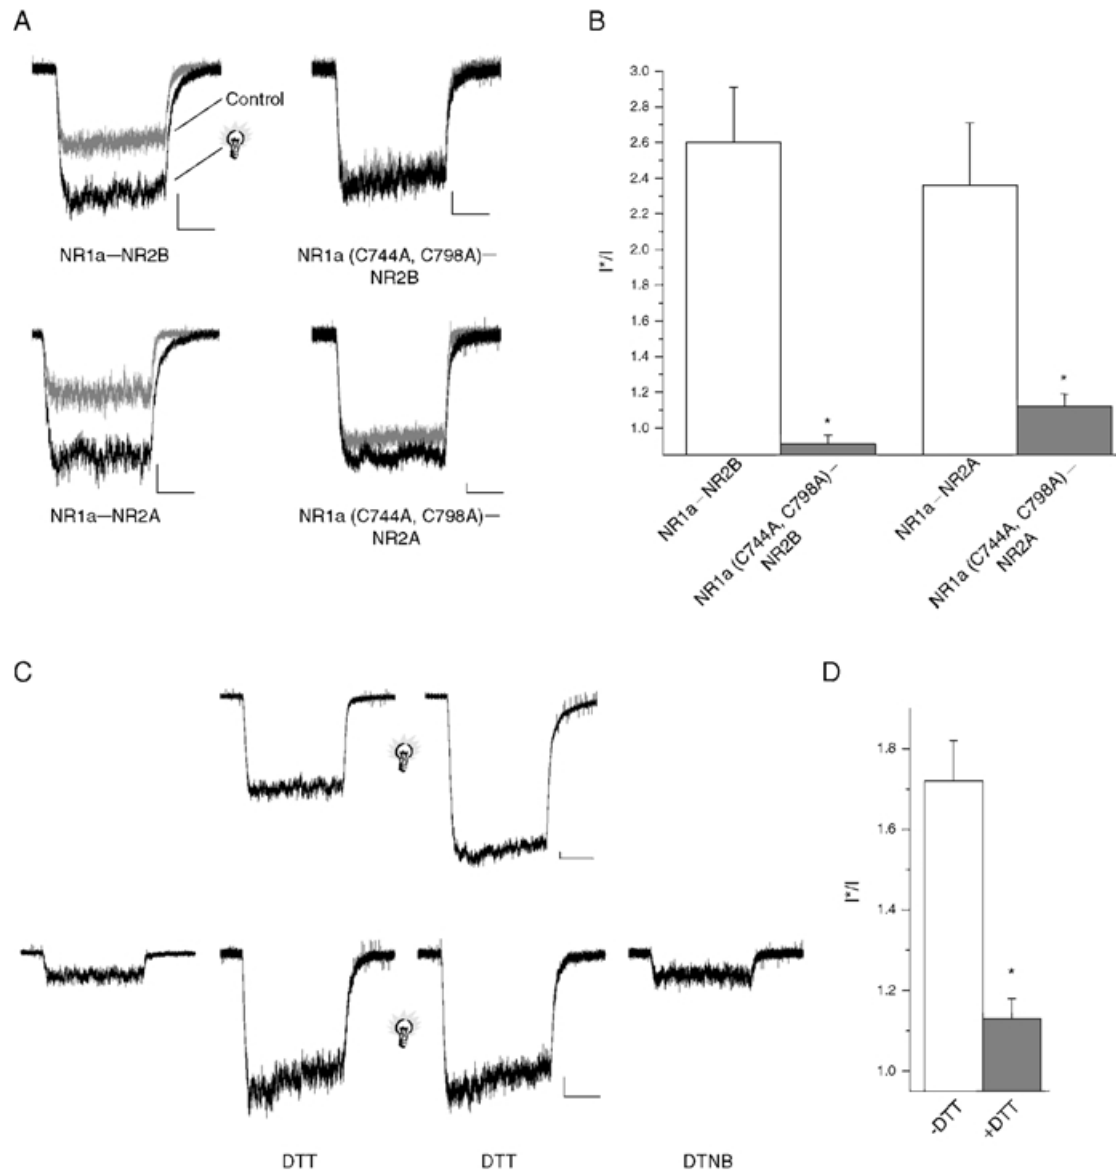 A
Control
NR1a—NR2B
NR1a (C744A, C798A)—
NR2B
NR1a—NR2A
NR1a (C744A, C798A)—
NR2A
B
3.0
2.8
2.6
2.4
2.2
2.0
1.8
1.6
1.4
1.2
1.0
I*/I
*
*
NR1a—NR2B
NR1a (C744A, C798A)—
NR2B
NR1a—NR2A
NR1a (C744A, C798A)—
NR2A
C
DTT
DTT
DTNB
D
1.8
1.6
1.4
1.2
1.0
I*/I
*
-DTT
+DTT